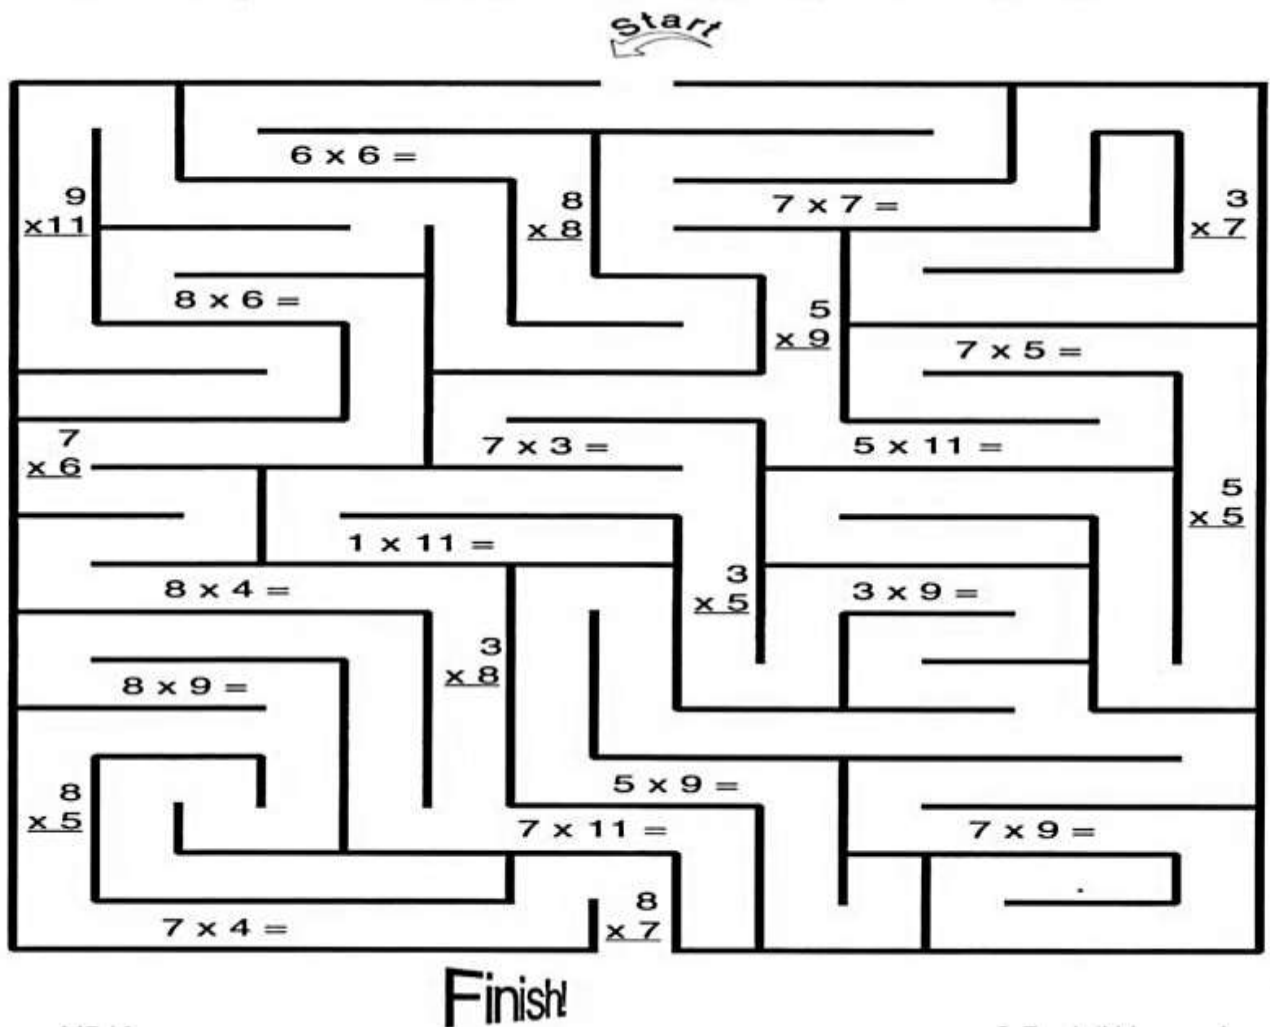 Start
6 x 6 =
9
x11
8
x 8
7 x 7 =
3
x 7
8 x 6 =
5
x 9
7 x 5 =
7
x 6
7 x 3 =
5 x 11 =
5
x 5
1 x 11 =
8 x 4 =
3
x 5
3 x 9 =
3
x 8
8 x 9 =
5 x 9 =
8
x 5
7 x 11 =
7 x 9 =
7 x 4 =
8
x 7
Finish!